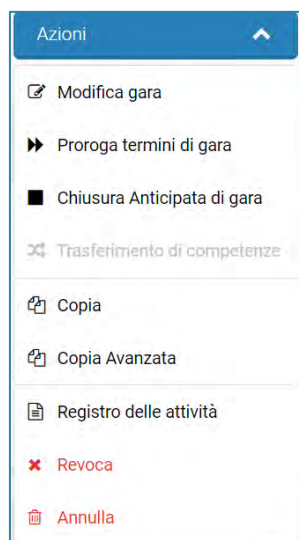 Azioni
Modifica gara
Proroga termini di gara
Chiusura Anticipata di gara
Trasferimento di competenze
Copia
Copia Avanzata
Registro delle attività
Revoca
Annulla